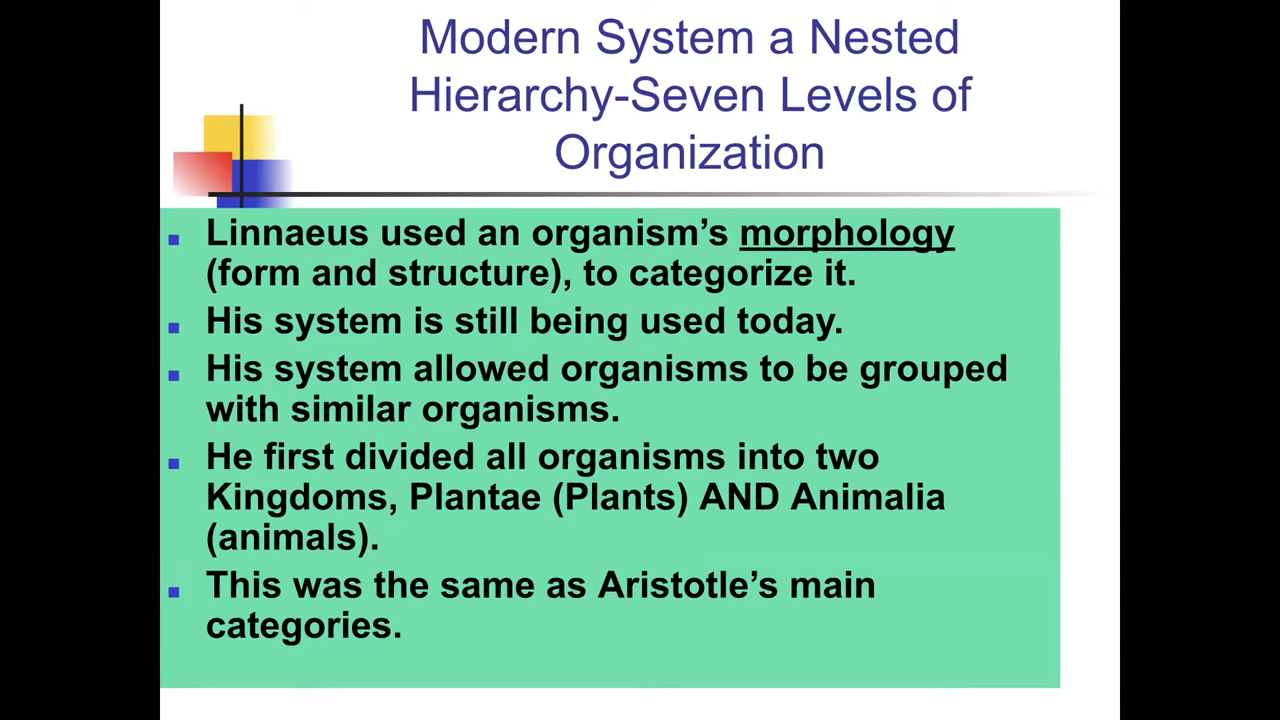 Modern System a Nested
Hierarchy-Seven Levels of
Organization
Linnaeus used an organism’s morphology
(form and structure), to categorize it.
His system is still being used today.
His system allowed organisms to be grouped
with similar organisms.
He first divided all organisms into two
Kingdoms, Plantae (Plants) AND Animalia
(animals).
This was the same as Aristotle’s main
categories.